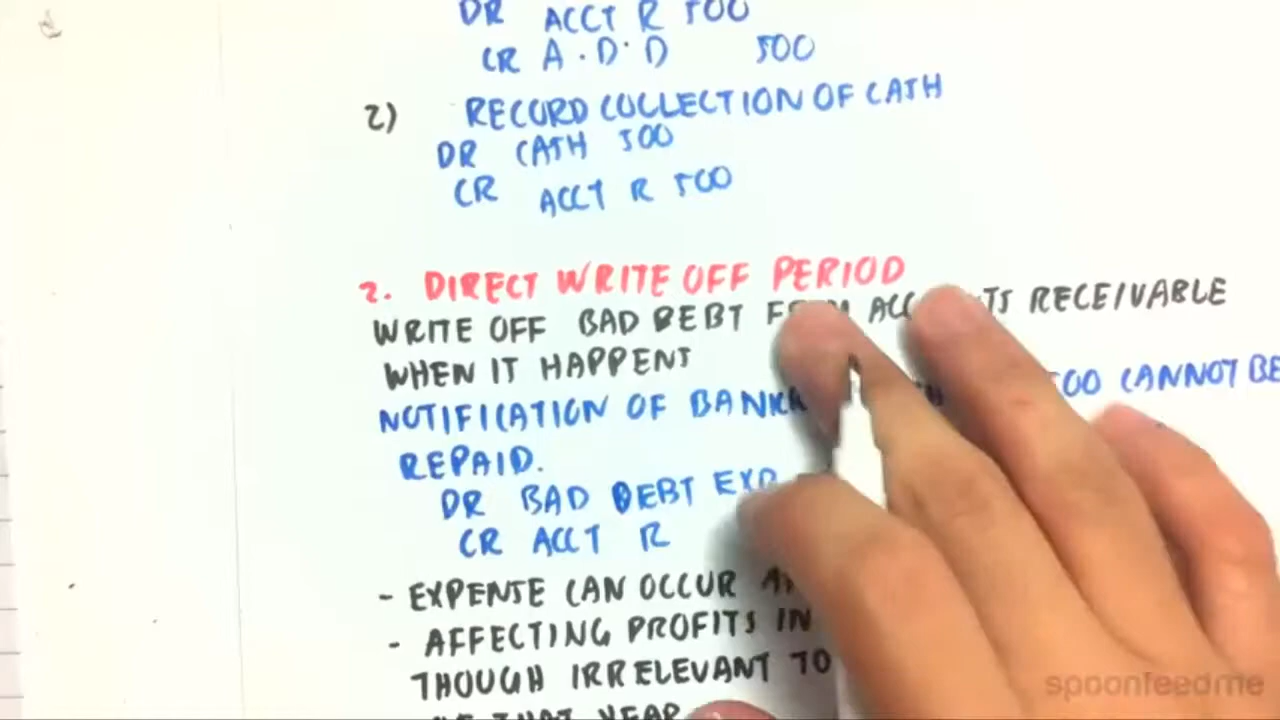 DR ACCT R 500
CR A.D.D 500
2) RECORD COLLECTION OF CASH
DR CASH 500
CR ACCT R 500
2. DIRECT WRITE OFF PERIOD
WRITE OFF BAD DEBT FROM ACCOUNTS RECEIVABLE
WHEN IT HAPPENS
NOTIFICATION OF CANNOT BE
REPAID.
DR BAD DEBT EXP
CR ACCT R
- EXPENSE CAN OCCUR
- AFFECTING PROFITS IN
THOUGH IRRELEVANT TO
THAT YEAR
spoonfeedme